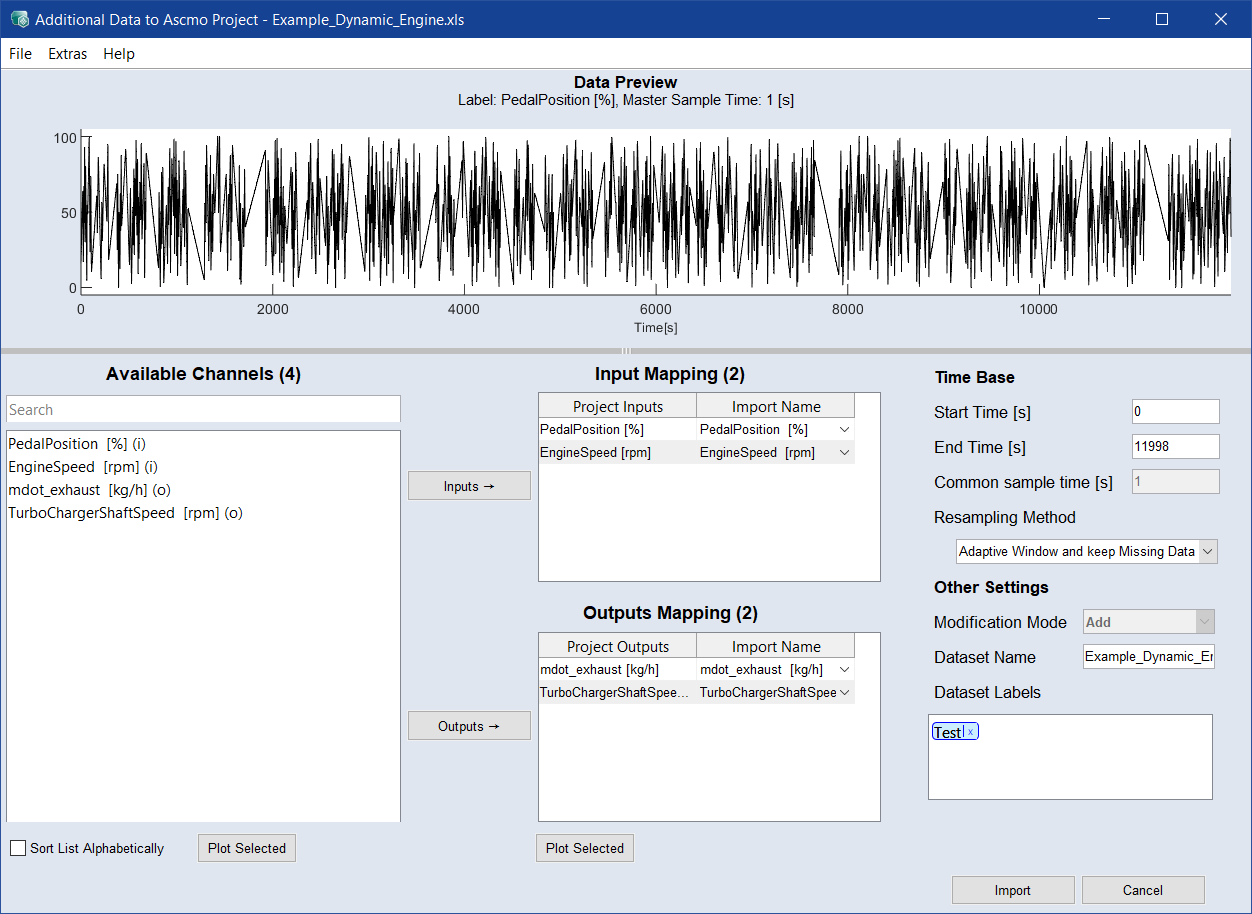 Additional Data to Ascmo Project - Example_Dynamic_Engine.xls
File Extras Help
Data Preview
Label: PedalPosition [%], Master Sample Time: 1 [s]
100
50
0
0 2000 4000 6000 8000 10000
Time[s]
Available Channels (4)
Search
PedalPosition [%] (i)
EngineSpeed [rpm] (i)
mdot_exhaust [kg/h] (o)
TurboChargerShaftSpeed [rpm] (o)
Sort List Alphabetically
Plot Selected
Inputs →
Outputs →
Input Mapping (2)
Project Inputs Import Name
PedalPosition [%] PedalPosition [%]
EngineSpeed [rpm] EngineSpeed [rpm]
Outputs Mapping (2)
Project Outputs Import Name
mdot_exhaust [kg/h] mdot_exhaust [kg/h]
TurboChargerShaftSpee... TurboChargerShaftSpee
Plot Selected
Time Base
Start Time [s] 0
End Time [s] 11998
Common sample time [s] 1
Resampling Method
Adaptive Window and keep Missing Data
Other Settings
Modification Mode Add
Dataset Name Example_Dynamic_Er
Dataset Labels
Test x
Import Cancel